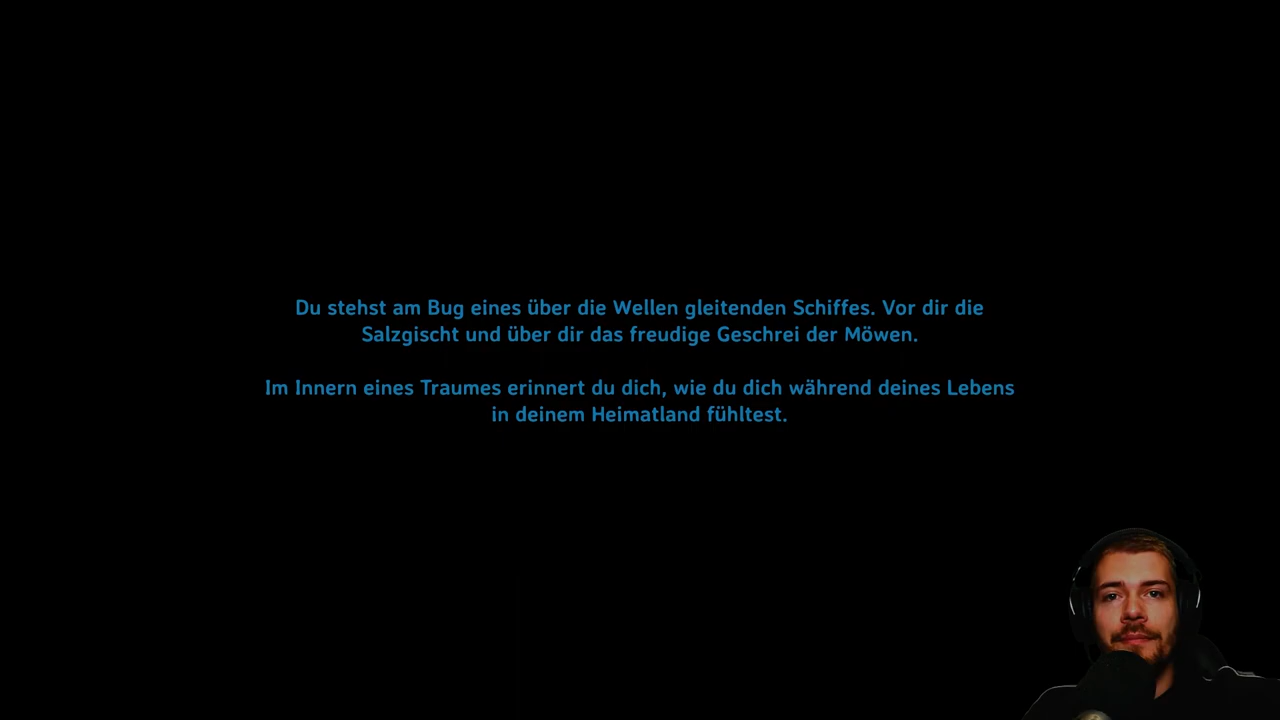 Du stehst am Bug eines über die Wellen gleitenden Schiffes. Vor dir die
Salzgischt und über dir das freudige Geschrei der Möwen.
Im Innern eines Traumes erinnert du dich, wie du dich während deines Lebens
in deinem Heimatland fühltest.